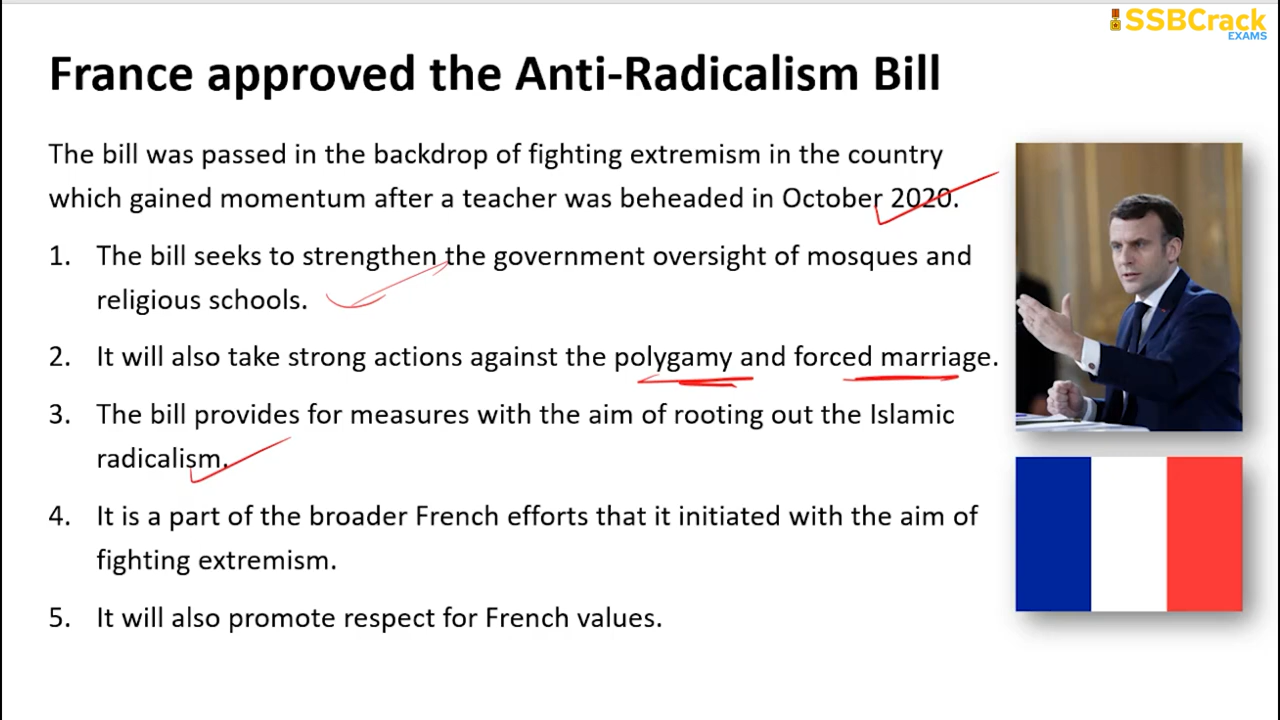 SSBCrack
EXAMS
France approved the Anti-Radicalism Bill
The bill was passed in the backdrop of fighting extremism in the country
which gained momentum after a teacher was beheaded in October 2020.
1. The bill seeks to strengthen the government oversight of mosques and
religious schools.
2. It will also take strong actions against the polygamy and forced marriage.
3. The bill provides for measures with the aim of rooting out the Islamic
radicalism.
4. It is a part of the broader French efforts that it initiated with the aim of
fighting extremism.
5. It will also promote respect for French values.